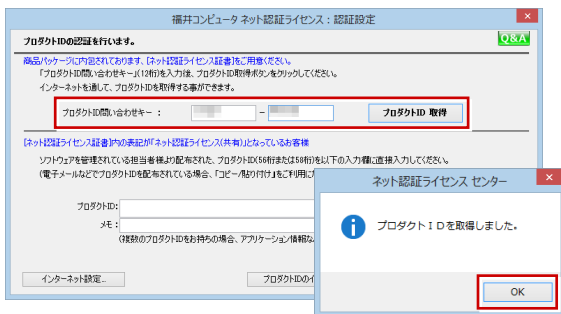 福井コンピュータ ネット認証ライセンス：認証設定
プロダクトIDの認証を行います。
Q&A
商品パッケージに内包されております、[ネット認証ライセンス証書]をご用意ください。
「プロダクトID問い合わせキー」(12桁)を入力後、プロダクトID取得ボタンをクリックしてください。
インターネットを通して、プロダクトIDを取得する事ができます。
プロダクトID問い合わせキー ：
－
プロダクトID 取得
[ネット認証ライセンス証書]内の表記が「ネット認証ライセンス(共有)」となっているお客様
ソフトウェアを管理されている担当者様より配布された、プロダクトID(56桁または58桁)を以下の入力欄に直接入力してください。
(電子メールなどでプロダクトIDを配布されている場合、「コピー/貼り付け」をご利用に
プロダクトID:
メモ：
(複数のプロダクトIDをお持ちの場合、アプリケーション情報な
インターネット設定...
プロダクトIDのイ
ネット認証ライセンス センター
プロダクトＩＤを取得しました。
OK